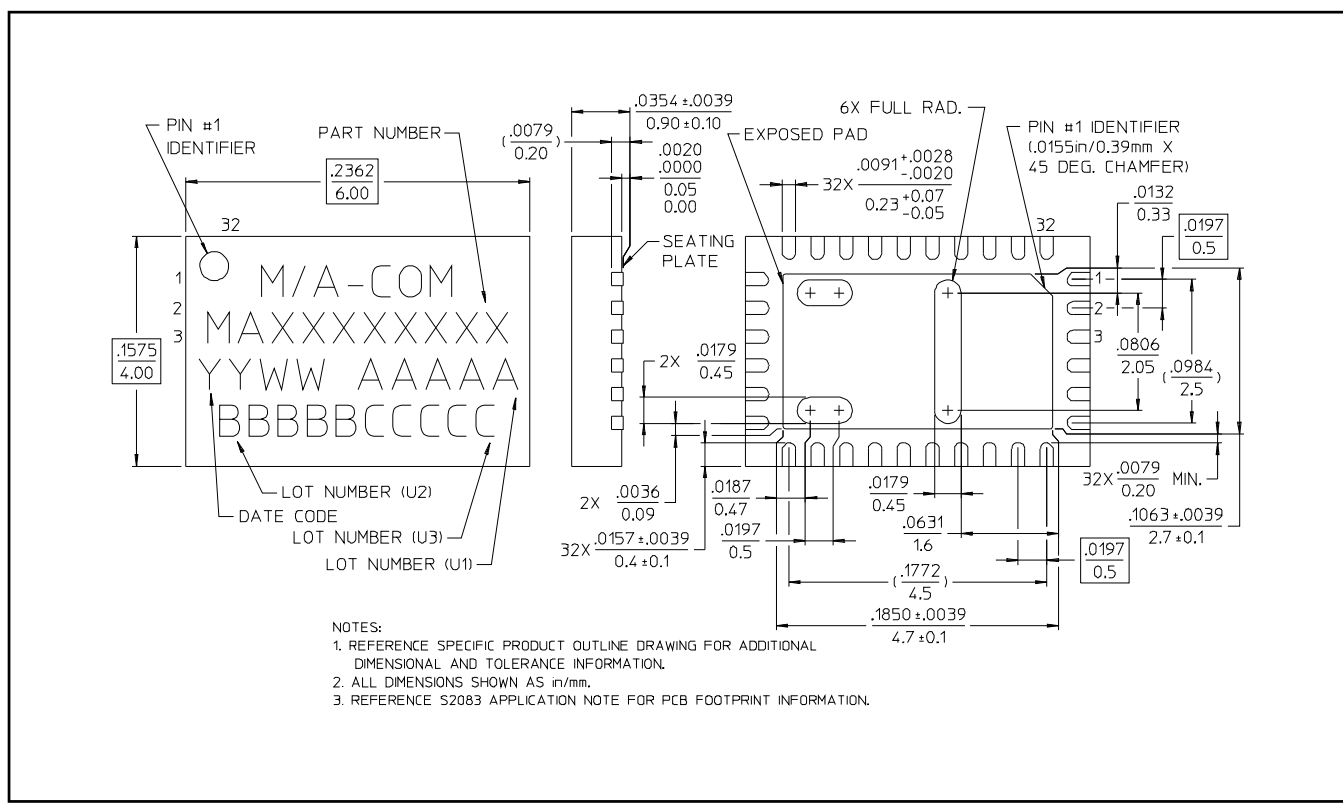 PIN #1
IDENTIFIER
PART NUMBER
.2362
6.00
32
1
2
3
.1575
4.00
M/A-COM
MAXXXXXXXXX
YYWW AAAAA
BBBBBCCCCC
LOT NUMBER (U2)
DATE CODE
LOT NUMBER (U3)
LOT NUMBER (U1)
.0354 ±.0039
0.90 ±0.10
(.0079)
0.20
.0020
.0000
0.05
0.00
SEATING
PLATE
EXPOSED PAD
6X FULL RAD.
32X .0091 +.0028
-.0020
0.23 +0.07
-0.05
PIN #1 IDENTIFIER
(.0155in/0.39mm X
45 DEG. CHAMFER)
32
.0132
0.33
.0197
0.5
1
2
3
.0806
2.05
(.0984)
2.5
2X .0179
0.45
2X .0036
0.09
32X .0157 ±.0039
0.4 ±0.1
.0187
0.47
.0197
0.5
.0179
0.45
.0631
1.6
32X .0079 MIN.
0.20
.1063 ±.0039
2.7 ±0.1
.0197
0.5
(.1772)
4.5
.1850 ±.0039
4.7 ±0.1
NOTES:
1. REFERENCE SPECIFIC PRODUCT OUTLINE DRAWING FOR ADDITIONAL
DIMENSIONAL AND TOLERANCE INFORMATION.
2. ALL DIMENSIONS SHOWN AS in/mm.
3. REFERENCE S2083 APPLICATION NOTE FOR PCB FOOTPRINT INFORMATION.